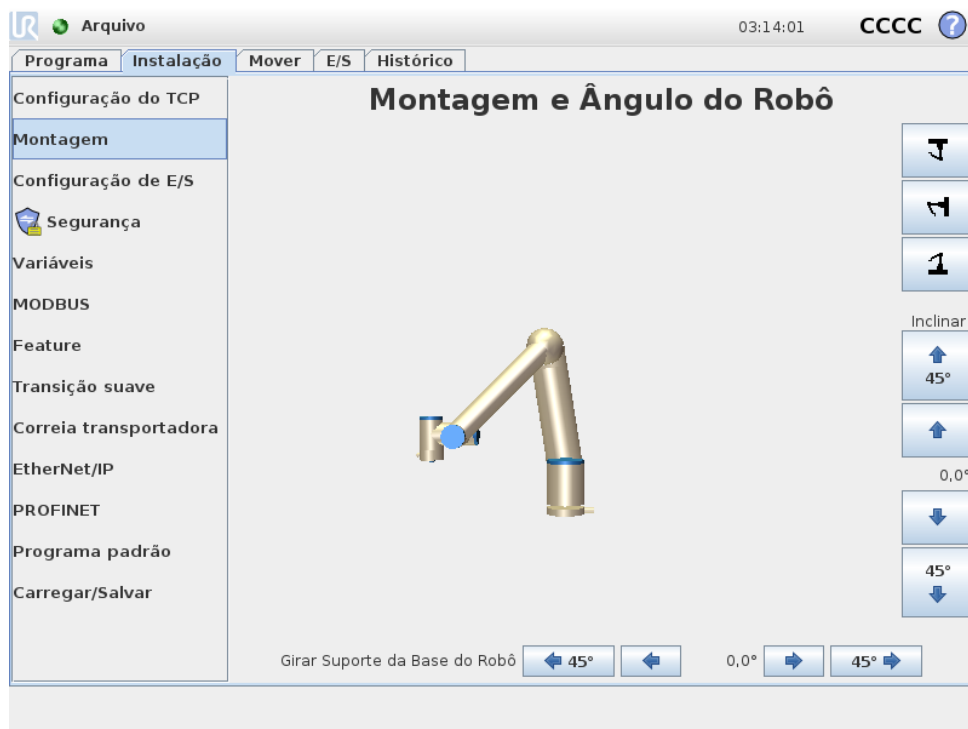 UR Arquivo 03:14:01 CCCC ?
Programa Instalação Mover E/S Histórico
Configuração do TCP
Montagem
Configuração de E/S
Segurança
Variáveis
MODBUS
Feature
Transição suave
Correia transportadora
EtherNet/IP
PROFINET
Programa padrão
Carregar/Salvar
Montagem e Ângulo do Robô
Inclinar
45°
0,0°
45°
Girar Suporte da Base do Robô 45° 0,0° 45°